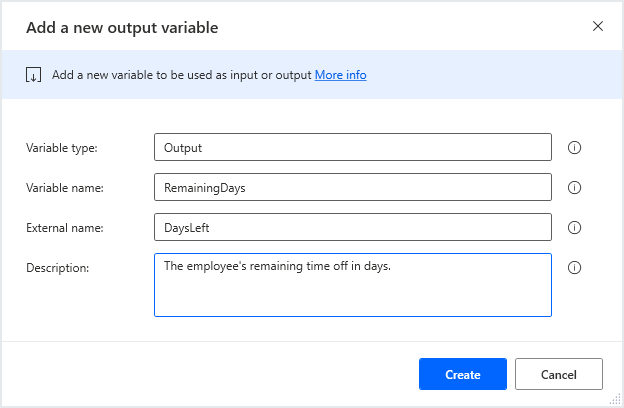 Add a new output variable
Add a new variable to be used as input or output More info
Variable type: Output
Variable name: RemainingDays
External name: DaysLeft
Description: The employee's remaining time off in days.
Create Cancel